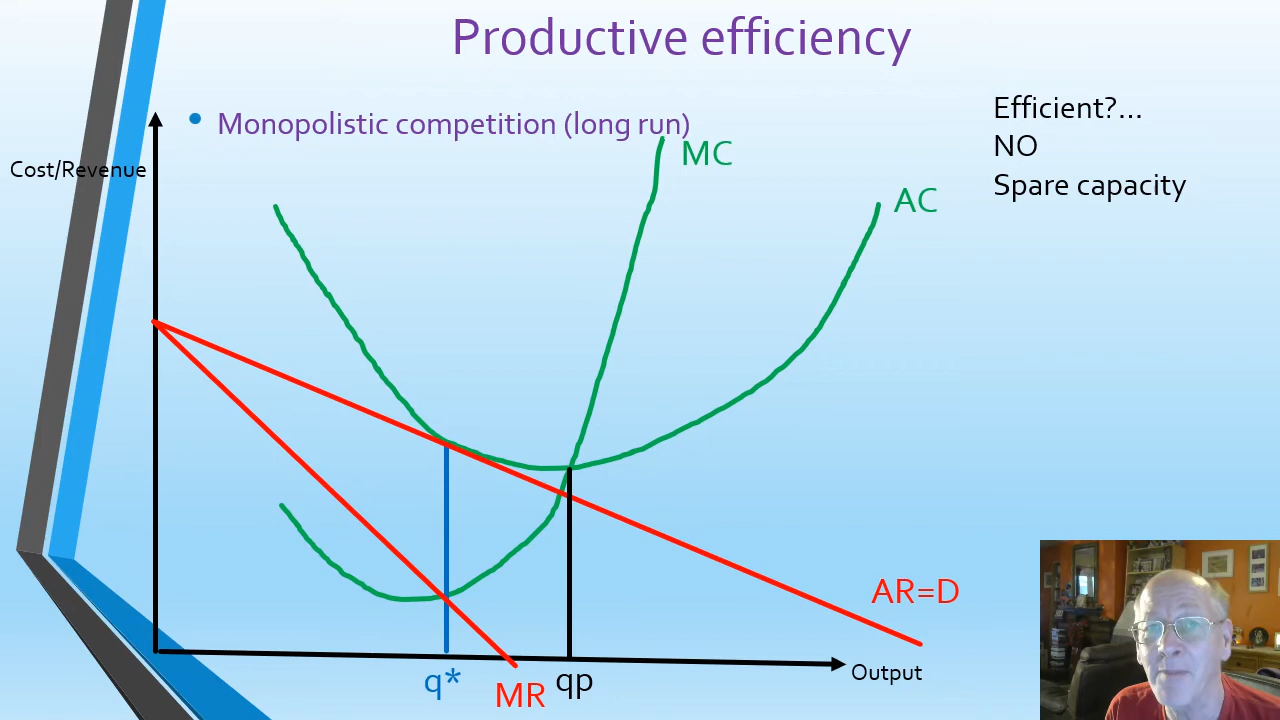 Productive efficiency
Monopolistic competition (long run)
Efficient?...
NO
Spare capacity
Cost/Revenue
MC
AC
AR=D
Output
q*
MR
qp